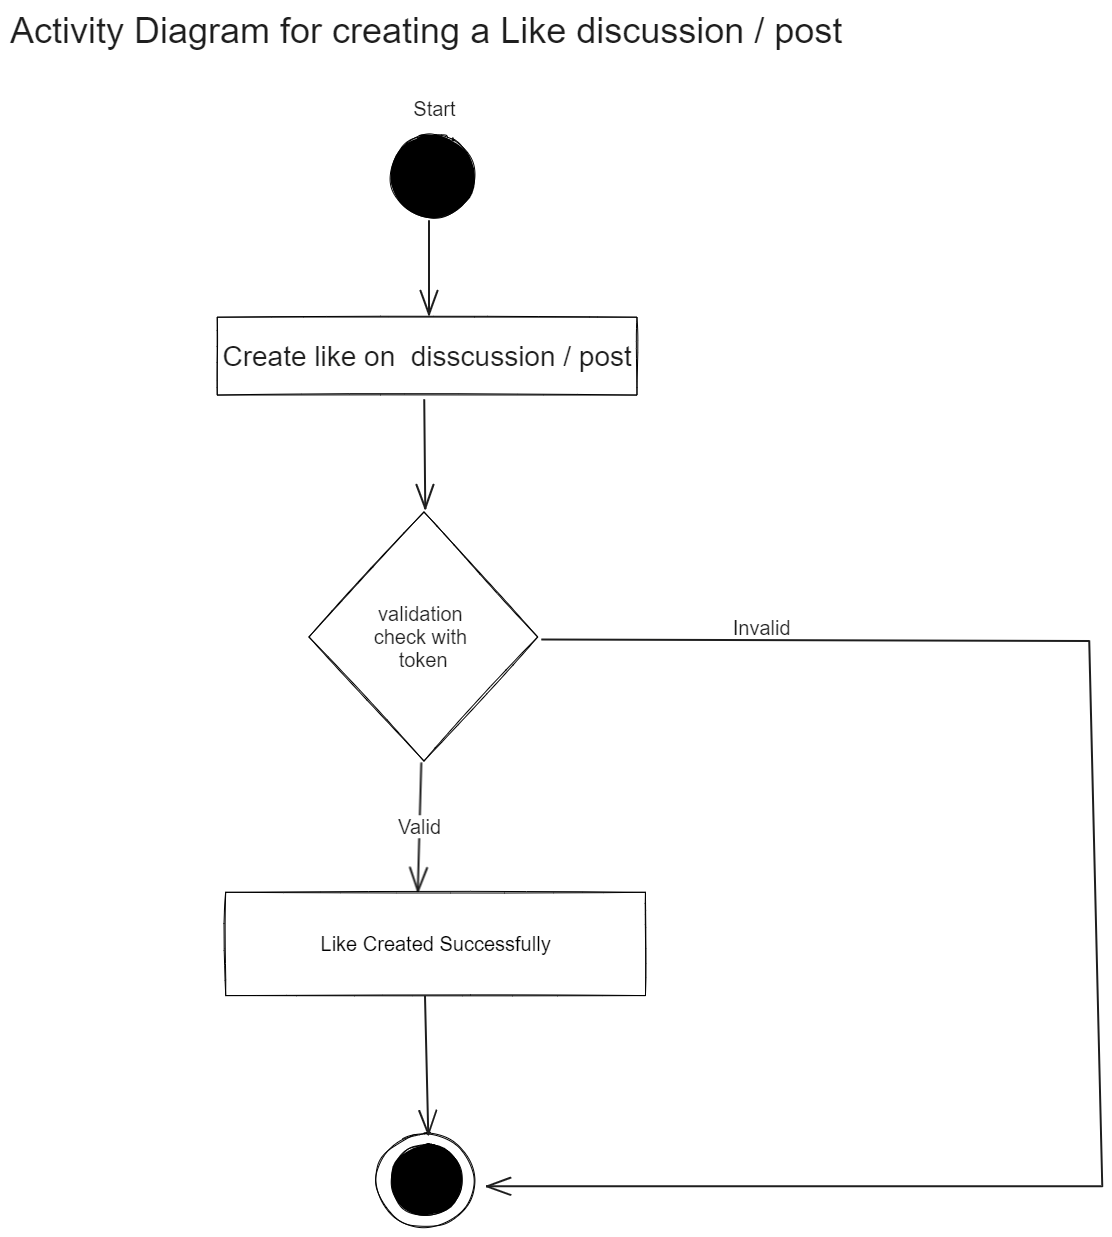 Activity Diagram for creating a Like discussion / post
Start
Create like on  disscussion / post
validation
check with
token
Invalid
Valid
Like Created Successfully